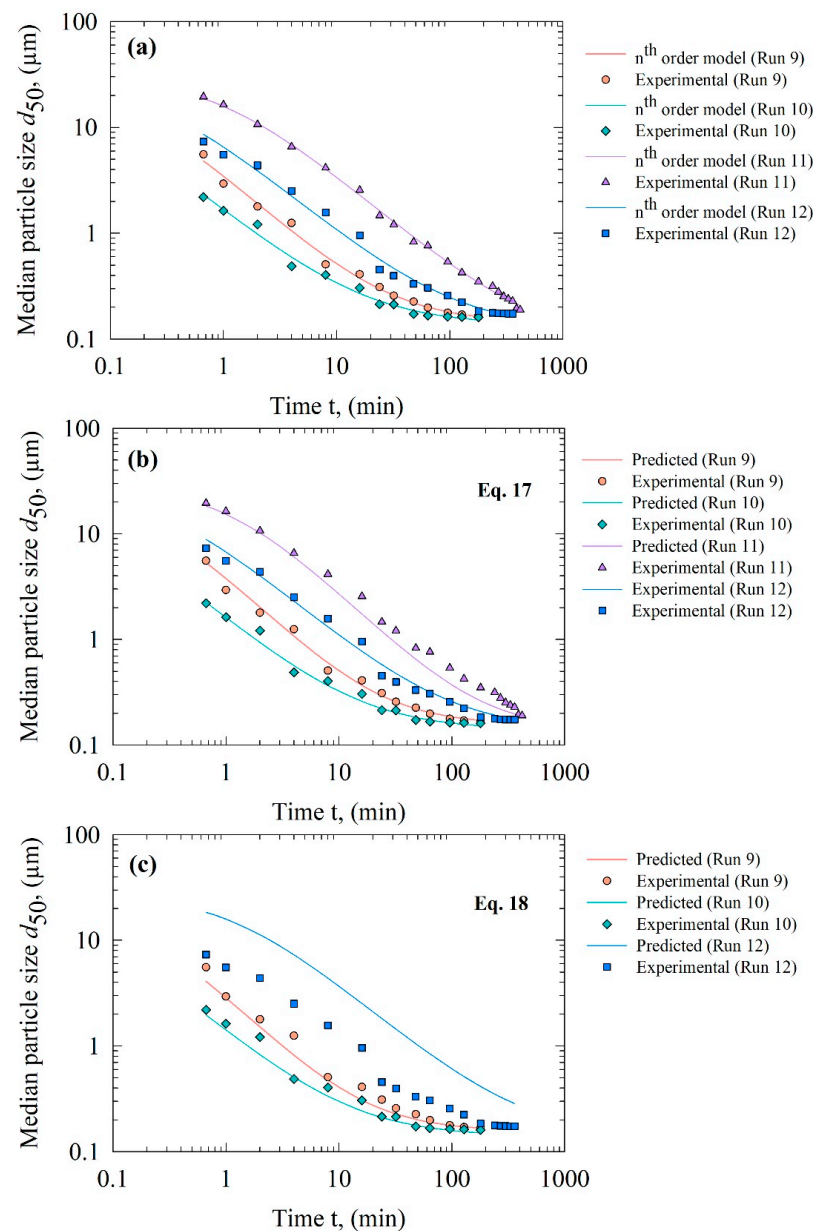 (a)
100
10
1
0.1
Median particle size d50, (μm)
0.1 1 10 100 1000
Time t, (min)
nth order model (Run 9)
Experimental (Run 9)
nth order model (Run 10)
Experimental (Run 10)
nth order model (Run 11)
Experimental (Run 11)
nth order model (Run 12)
Experimental (Run 12)
(b)
Eq. 17
100
10
1
0.1
Median particle size d50, (μm)
0.1 1 10 100 1000
Time t, (min)
Predicted (Run 9)
Experimental (Run 9)
Predicted (Run 10)
Experimental (Run 10)
Predicted (Run 11)
Experimental (Run 11)
Experimental (Run 12)
Experimental (Run 12)
(c)
Eq. 18
100
10
1
0.1
Median particle size d50, (μm)
0.1 1 10 100 1000
Time t, (min)
Predicted (Run 9)
Experimental (Run 9)
Predicted (Run 10)
Experimental (Run 10)
Predicted (Run 12)
Experimental (Run 12)